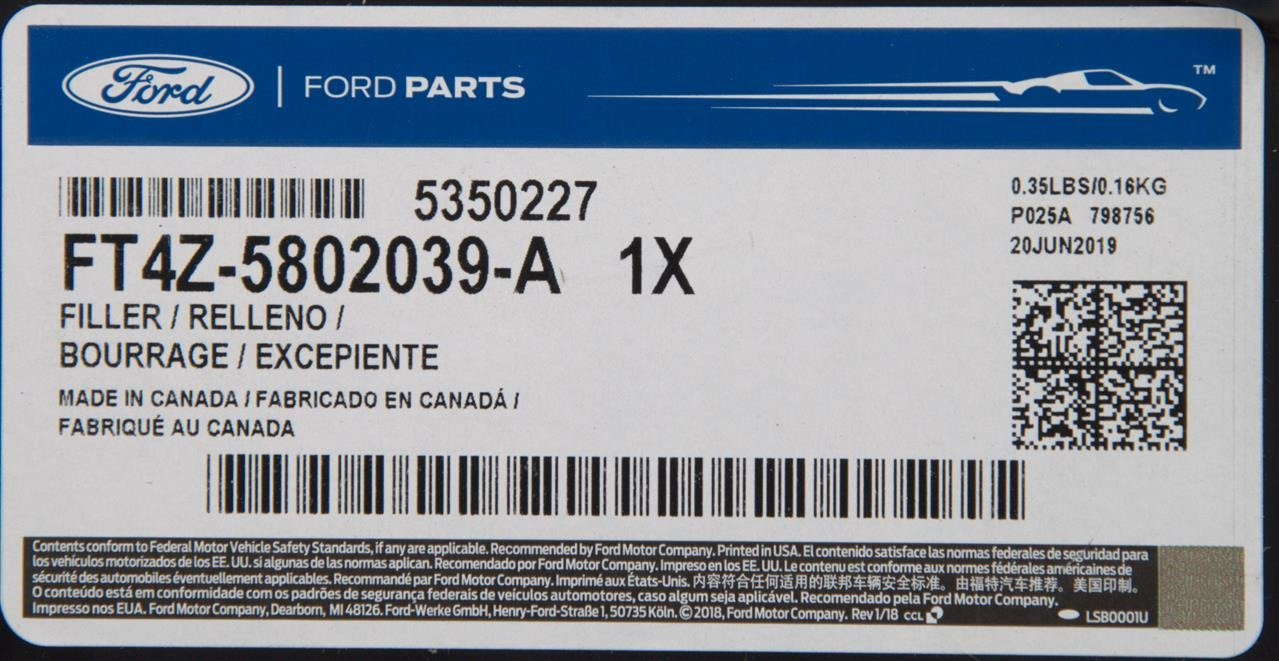 Ford | FORD PARTS
TM
5350227
FT4Z-5802039-A 1X
FILLER / RELLENO /
BOURRAGE / EXCEPIENTE
MADE IN CANADA / FABRICADO EN CANADÁ /
FABRIQUÉ AU CANADA
0.35LBS/0.16KG
P025A 798756
20JUN2019
Contents conform to Federal Motor Vehicle Safety Standards, if any are applicable. Recommended by Ford Motor Company. Printed in USA. El contenido satisface las normas federales de seguridad para
los vehículos motorizados de los EE. UU. si algunas de las normas aplican. Recomendado por Ford Motor Company. Impreso en los EE. UU. Le contenu est conforme aux normes fédérales américaines de
sécurité des automobiles éventuellement applicables. Recommandé par Ford Motor Company. Imprimé aux États-Unis. 内容符合任何适用的联邦车辆安全标准。由福特汽车推荐。美国印制。
O conteúdo está em conformidade com os padrões de segurança federais de veículos automotores, caso algum seja aplicável. Recomendado pela Ford Motor Company.
Impresso nos EUA. Ford Motor Company, Dearborn, MI 48126. Ford-Werke GmbH, Henry-Ford-Straße 1, 50735 Köln. © 2018, Ford Motor Company. Rev 1/18 CCL
LSB0001U